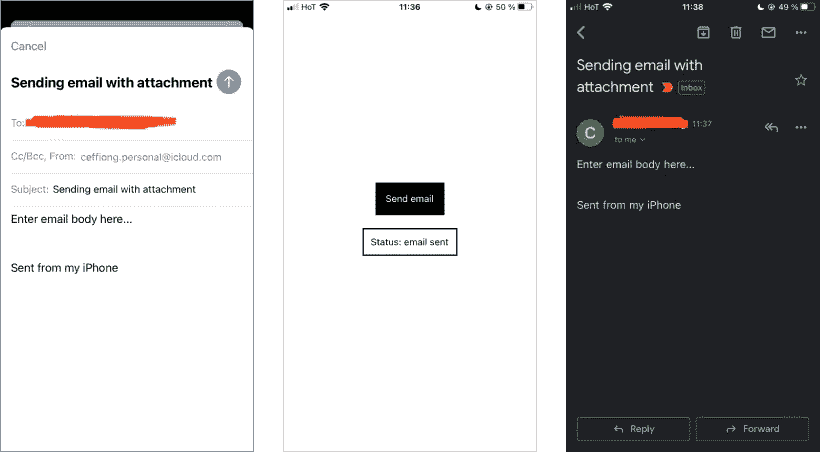 Cancel
Sending email with attachment
To:
Cc/Bcc, From: ceffiong.personal@icloud.com
Subject: Sending email with attachment
Enter email body here...
Sent from my iPhone
HoT 11:36 50 %
Send email
Status: email sent
HoT 11:38 49 %
Sending email with
attachment Inbox
C 11:37
to me
Enter email body here...
Sent from my iPhone
Reply Forward